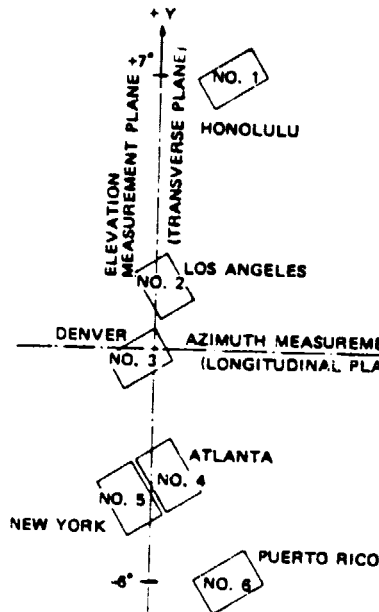 + Y
+7°
NO. 1
HONOLULU
ELEVATION
MEASUREMENT PLANE
(TRANSVERSE PLANE)
LOS ANGELES
NO. 2
DENVER
AZIMUTH MEASUREME
(LONGITUDINAL PLA
NO. 3
ATLANTA
NO. 4
NO. 5
NEW YORK
PUERTO RICO
-6°
NO. 6